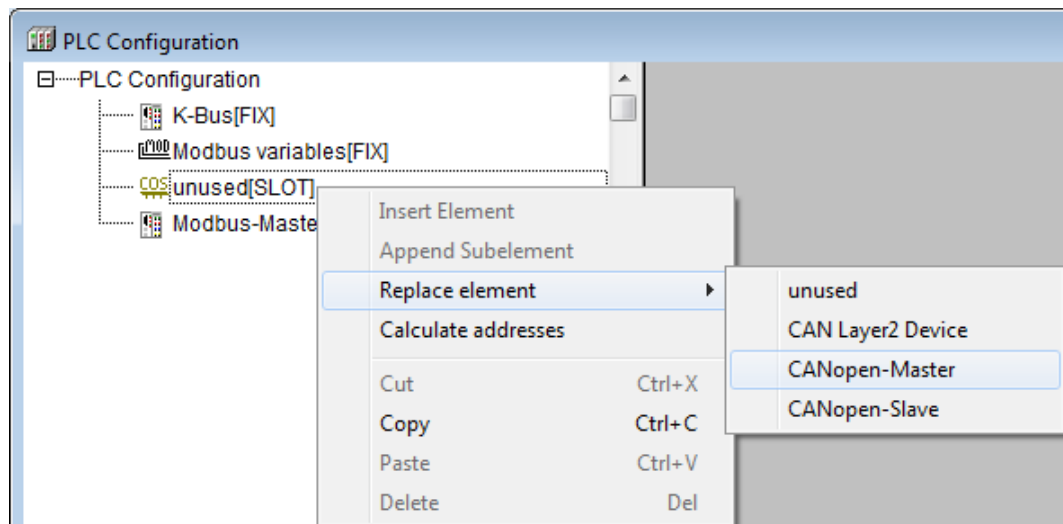 PLC Configuration
PLC Configuration
K-Bus[FIX]
Modbus variables[FIX]
unused[SLOT]
Modbus-Maste
Insert Element
Append Subelement
Replace element
Calculate addresses
Cut Ctrl+X
Copy Ctrl+C
Paste Ctrl+V
Delete Del
unused
CAN Layer2 Device
CANopen-Master
CANopen-Slave